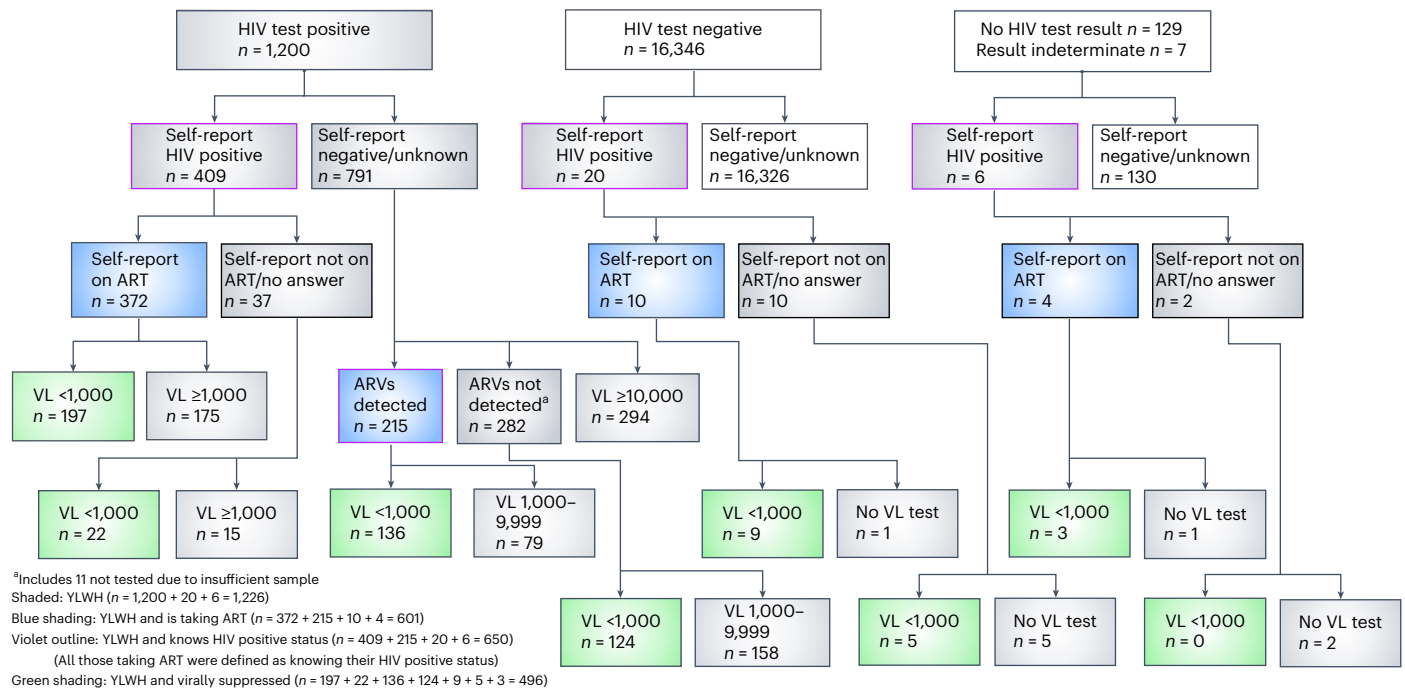 HIV test positive
n = 1,200
HIV test negative
n = 16,346
No HIV test result n = 129
Result indeterminate n = 7
Self-report
HIV positive
n = 409
Self-report
negative/unknown
n = 791
Self-report
HIV positive
n = 20
Self-report
negative/unknown
n = 16,326
Self-report
HIV positive
n = 6
Self-report
negative/unknown
n = 130
Self-report
on ART
n = 372
Self-report not on
ART/no answer
n = 37
Self-report on
ART
n = 10
Self-report not on
ART/no answer
n = 10
Self-report on
ART
n = 4
Self-report not on
ART/no answer
n = 2
VL <1,000
n = 197
VL ≥1,000
n = 175
ARVs
detected
n = 215
ARVs not
detectedᵃ
n = 282
VL ≥10,000
n = 294
VL <1,000
n = 22
VL ≥1,000
n = 15
VL <1,000
n = 136
VL 1,000–
9,999
n = 79
VL <1,000
n = 9
No VL test
n = 1
VL <1,000
n = 3
No VL test
n = 1
VL <1,000
n = 124
VL 1,000–
9,999
n = 158
VL <1,000
n = 5
No VL test
n = 5
VL <1,000
n = 0
No VL test
n = 2
ᵃIncludes 11 not tested due to insufficient sample
Shaded: YLWH (n = 1,200 + 20 + 6 = 1,226)
Blue shading: YLWH and is taking ART (n = 372 + 215 + 10 + 4 = 601)
Violet outline: YLWH and knows HIV positive status (n = 409 + 215 + 20 + 6 = 650)
(All those taking ART were defined as knowing their HIV positive status)
Green shading: YLWH and virally suppressed (n = 197 + 22 + 136 + 124 + 9 + 5 + 3 = 496)